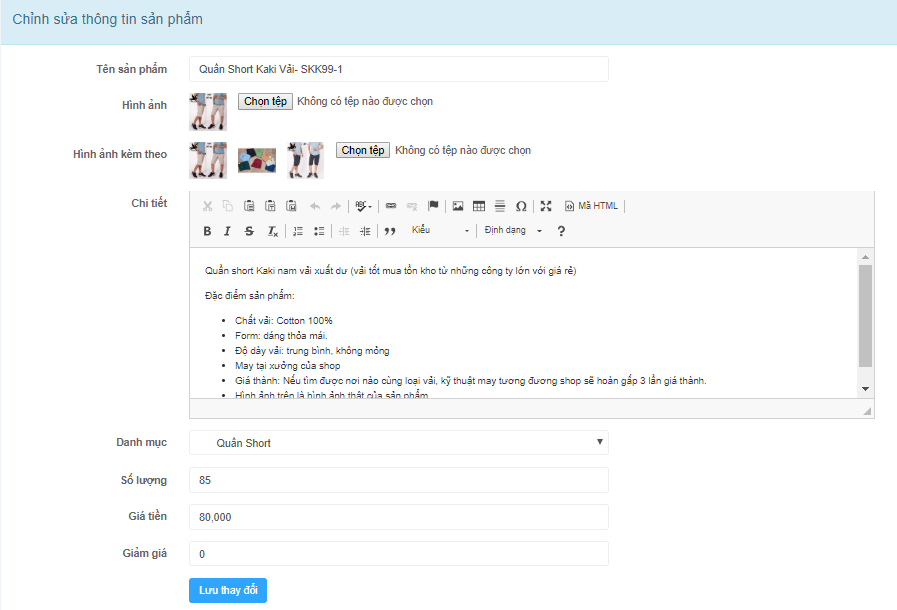 Chỉnh sửa thông tin sản phẩm
Tên sản phẩm Quần Short Kaki Vải- SKK99-1
Hình ảnh Chọn tệp Không có tệp nào được chọn
Hình ảnh kèm theo Chọn tệp Không có tệp nào được chọn
Chi tiết
Mã HTML
B I S Tx Kiểu Định dạng ?
Quần short Kaki nam vải xuất dư (vải tốt mua tồn kho từ những công ty lớn với giá rẻ)
Đặc điểm sản phẩm:
• Chất vải: Cotton 100%
• Form: dáng thỏa mái.
• Độ dày vải: trung bình, không mỏng
• May tại xưởng của shop
• Giá thành: Nếu tìm được nơi nào cùng loại vải, kỹ thuật may tương đương shop sẽ hoàn gấp 3 lần giá thành.
• Hình ảnh trên là hình ảnh thật của sản phẩm
Danh mục Quần Short
Số lượng 85
Giá tiền 80,000
Giảm giá 0
Lưu thay đổi